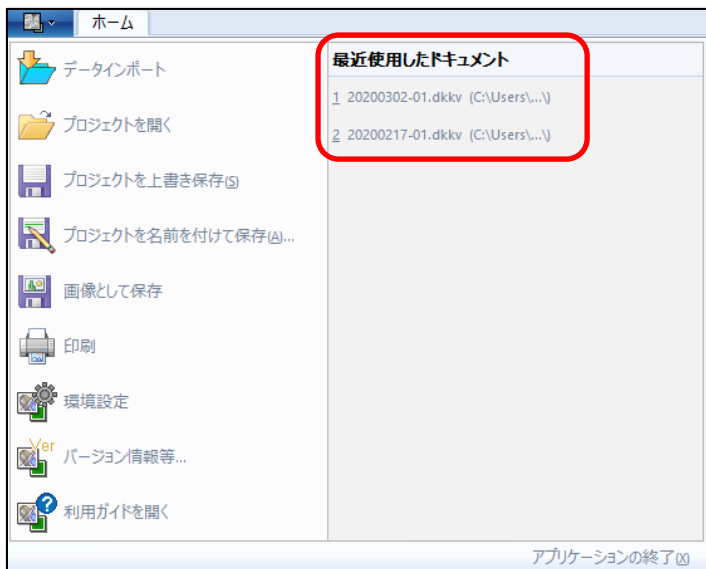 ホーム
データインポート
プロジェクトを開く
プロジェクトを上書き保存(S)
プロジェクトを名前を付けて保存(A)...
画像として保存
印刷
環境設定
Ver
バージョン情報等...
?
利用ガイドを開く
最近使用したドキュメント
1 20200302-01.dkkv (C:\Users\...\)
2 20200217-01.dkkv (C:\Users\...\)
アプリケーションの終了(X)